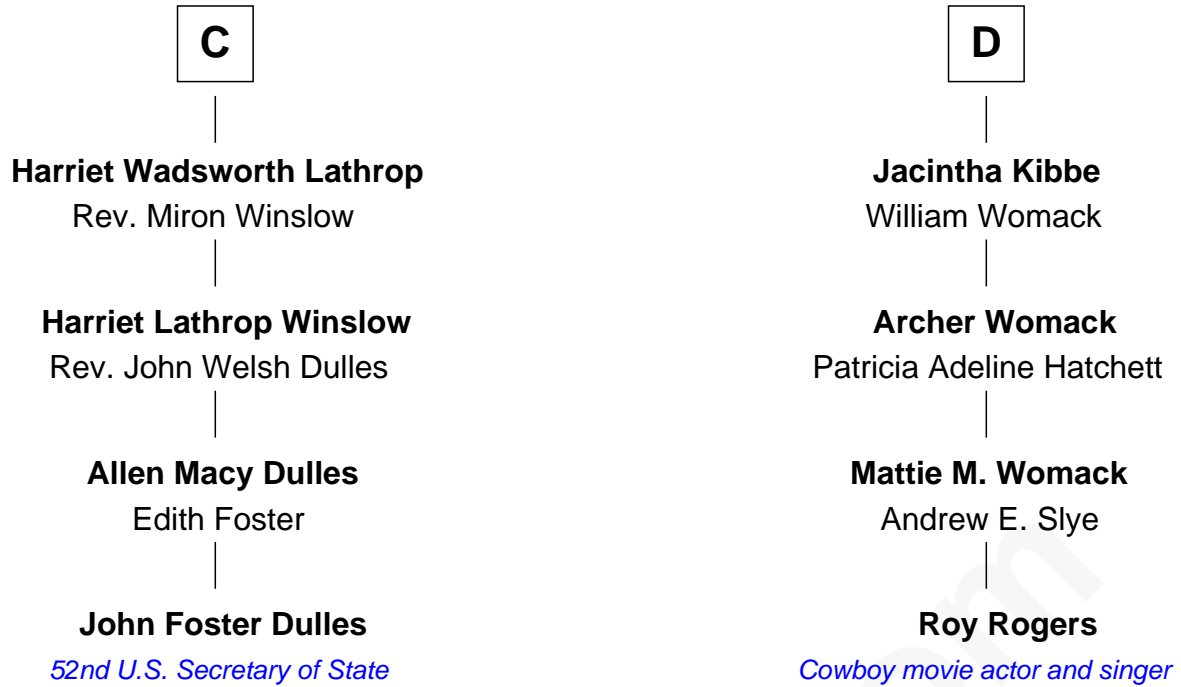 C
Harriet Wadsworth Lathrop
Rev. Miron Winslow
Harriet Lathrop Winslow
Rev. John Welsh Dulles
Allen Macy Dulles
Edith Foster
John Foster Dulles
52nd U.S. Secretary of State
D
Jacintha Kibbe
William Womack
Archer Womack
Patricia Adeline Hatchett
Mattie M. Womack
Andrew E. Slye
Roy Rogers
Cowboy movie actor and singer